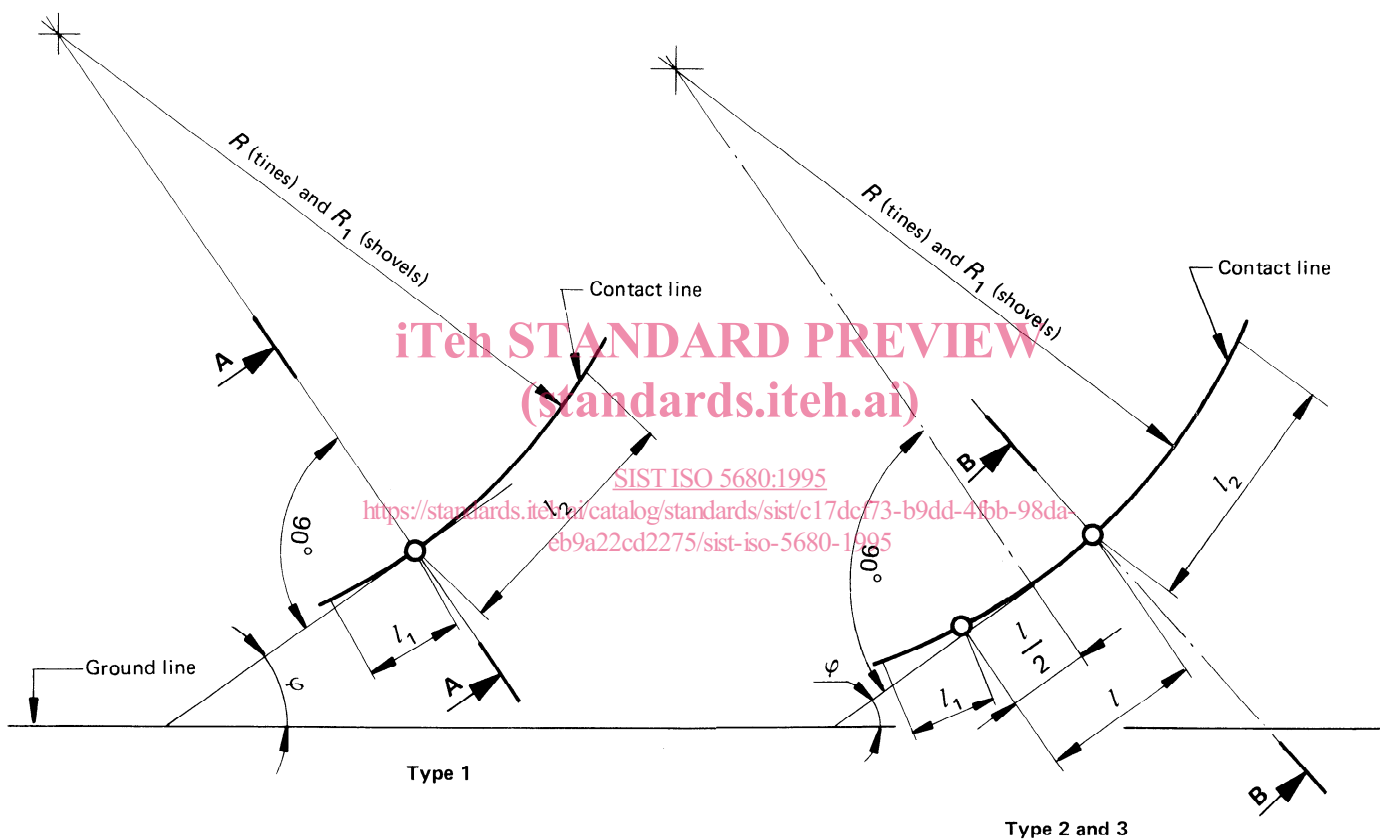 R (tines) and R1 (shovels)
Contact line
A
90°
l2
l1
A
Ground line
φ
Type 1
R (tines) and R1 (shovels)
Contact line
B
90°
l2
φ
l1
l/2
l
B
Type 2 and 3
iTeh STANDARD PREVIEW
(standards.iteh.ai)
SIST ISO 5680:1995
https://standards.iteh.ai/catalog/standards/sist/c17dcf73-b9dd-4fbb-98da-
eb9a22cd2275/sist-iso-5680-1995